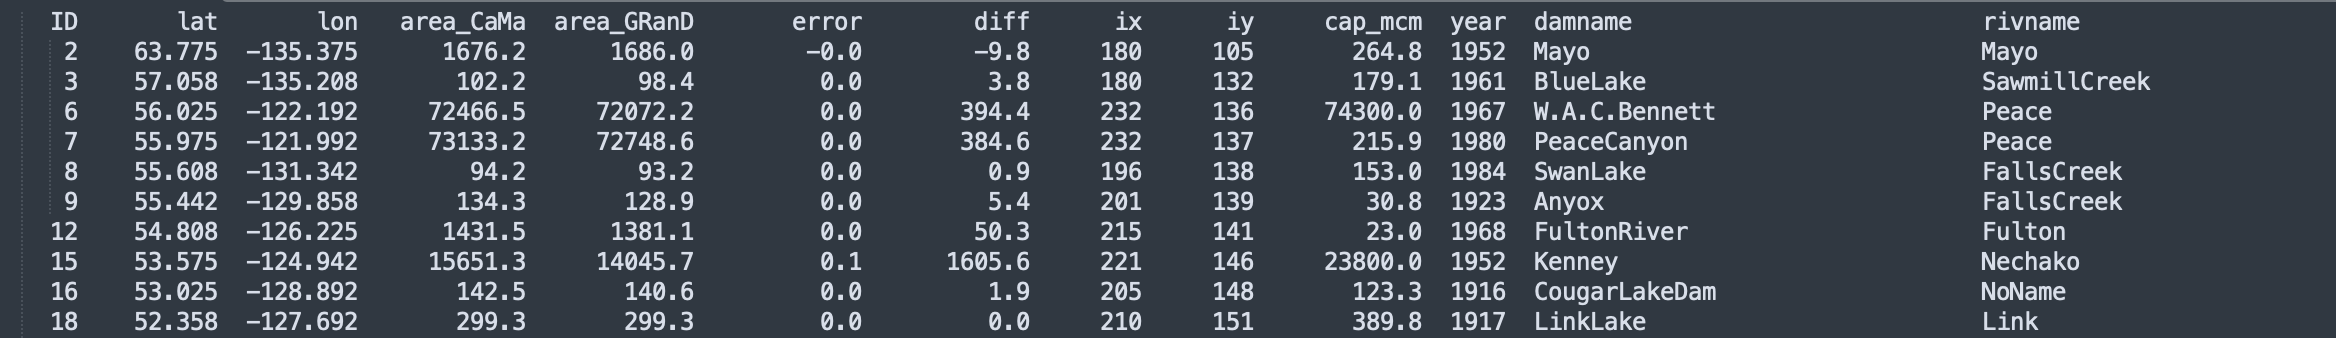 ID lat lon area_CaMa area_GRanD error diff ix iy cap_mcm year damname rivname
2 63.775 -135.375 1676.2 1686.0 -0.0 -9.8 180 105 264.8 1952 Mayo Mayo
3 57.058 -135.208 102.2 98.4 0.0 3.8 180 132 179.1 1961 BlueLake SawmillCreek
6 56.025 -122.192 72466.5 72072.2 0.0 394.4 232 136 74300.0 1967 W.A.C.Bennett Peace
7 55.975 -121.992 73133.2 72748.6 0.0 384.6 232 137 215.9 1980 PeaceCanyon Peace
8 55.608 -131.342 94.2 93.2 0.0 0.9 196 138 153.0 1984 SwanLake FallsCreek
9 55.442 -129.858 134.3 128.9 0.0 5.4 201 139 30.8 1923 Anyox FallsCreek
12 54.808 -126.225 1431.5 1381.1 0.0 50.3 215 141 23.0 1968 FultonRiver Fulton
15 53.575 -124.942 15651.3 14045.7 0.1 1605.6 221 146 23800.0 1952 Kenney Nechako
16 53.025 -128.892 142.5 140.6 0.0 1.9 205 148 123.3 1916 CougarLakeDam NoName
18 52.358 -127.692 299.3 299.3 0.0 0.0 210 151 389.8 1917 LinkLake Link